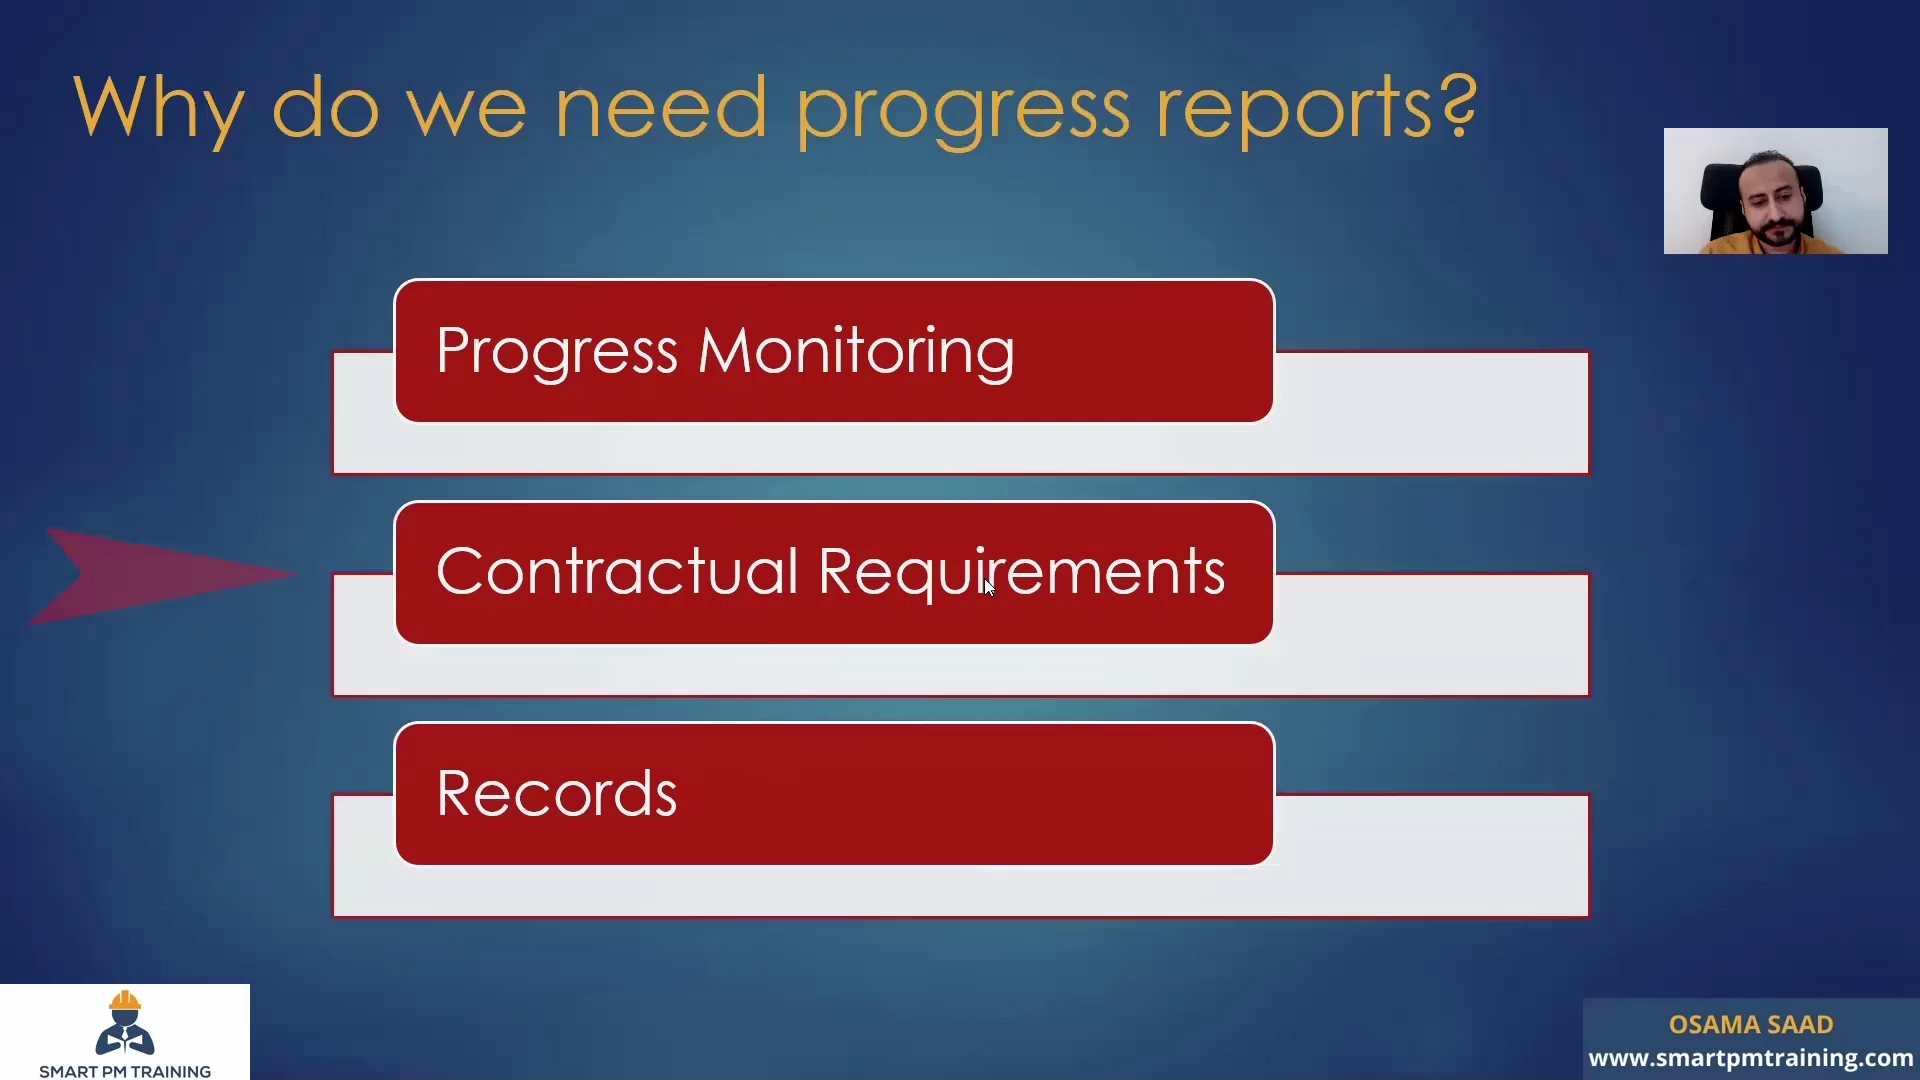 Why do we need progress reports?
Progress Monitoring
Contractual Requirements
Records
SMART PM TRAINING
OSAMA SAAD
www.smartpmtraining.com